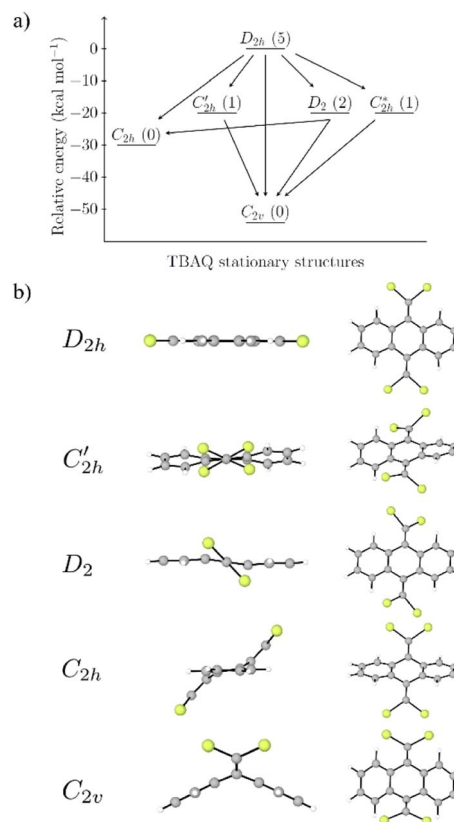 a)
D₂ₕ (5)
0
−10
−20
−30
−40
−50
Relative energy (kcal mol⁻¹)
C′₂ₕ (1)
D₂ (2)
C*₂ₕ (1)
C₂ₕ (0)
C₂ᵥ (0)
TBAQ stationary structures
b)
D₂ₕ
C′₂ₕ
D₂
C₂ₕ
C₂ᵥ